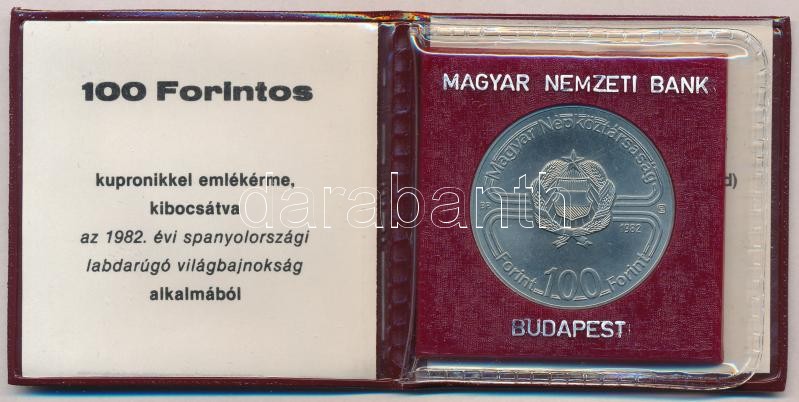 100 Forintos
kupronikkel emlékérme,
kibocsátva
az 1982. évi spanyolországi
labdarúgó világbajnokság
alkalmából
MAGYAR NEMZETI BANK
Magyar Népköztársaság
BP
1982
Forint 100 Forint
BUDAPEST
d)
darabanth